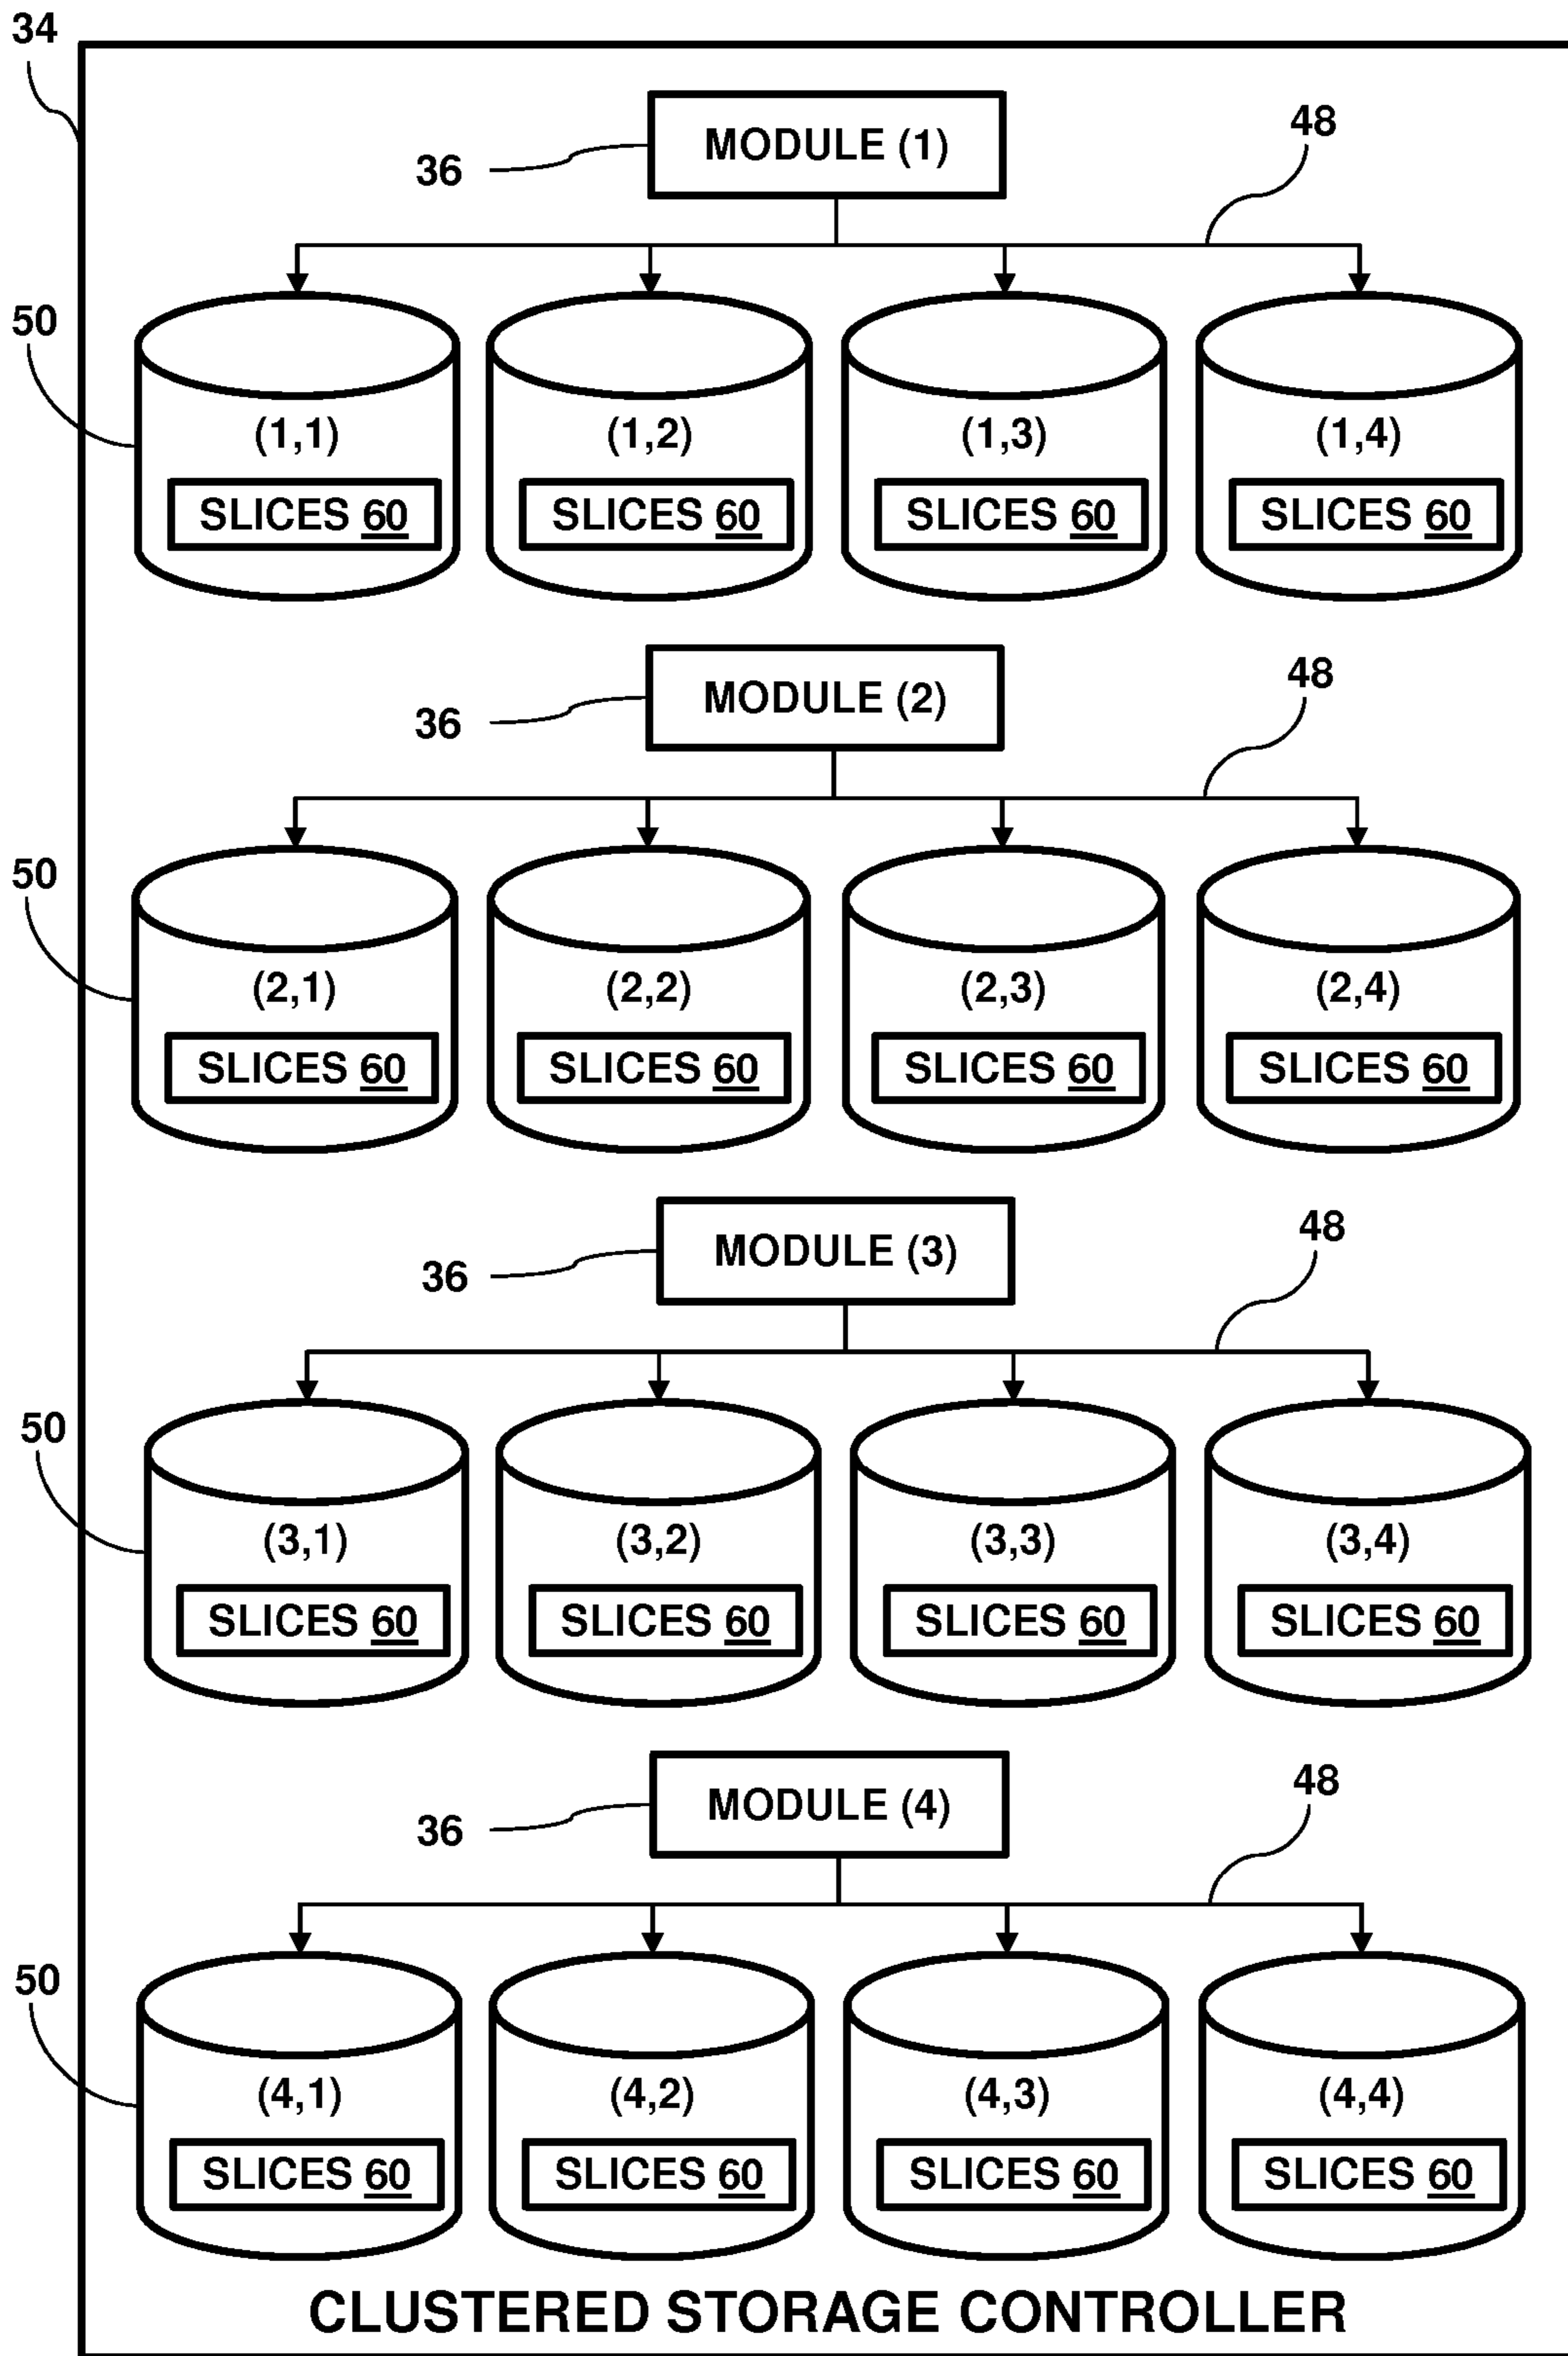 34
MODULE (1)
48
36
50
(1,1) (1,2) (1,3) (1,4)
SLICES 60 SLICES 60 SLICES 60 SLICES 60
MODULE (2)
48
36
50
(2,1) (2,2) (2,3) (2,4)
SLICES 60 SLICES 60 SLICES 60 SLICES 60
MODULE (3)
48
36
50
(3,1) (3,2) (3,3) (3,4)
SLICES 60 SLICES 60 SLICES 60 SLICES 60
MODULE (4)
48
36
50
(4,1) (4,2) (4,3) (4,4)
SLICES 60 SLICES 60 SLICES 60 SLICES 60
CLUSTERED STORAGE CONTROLLER